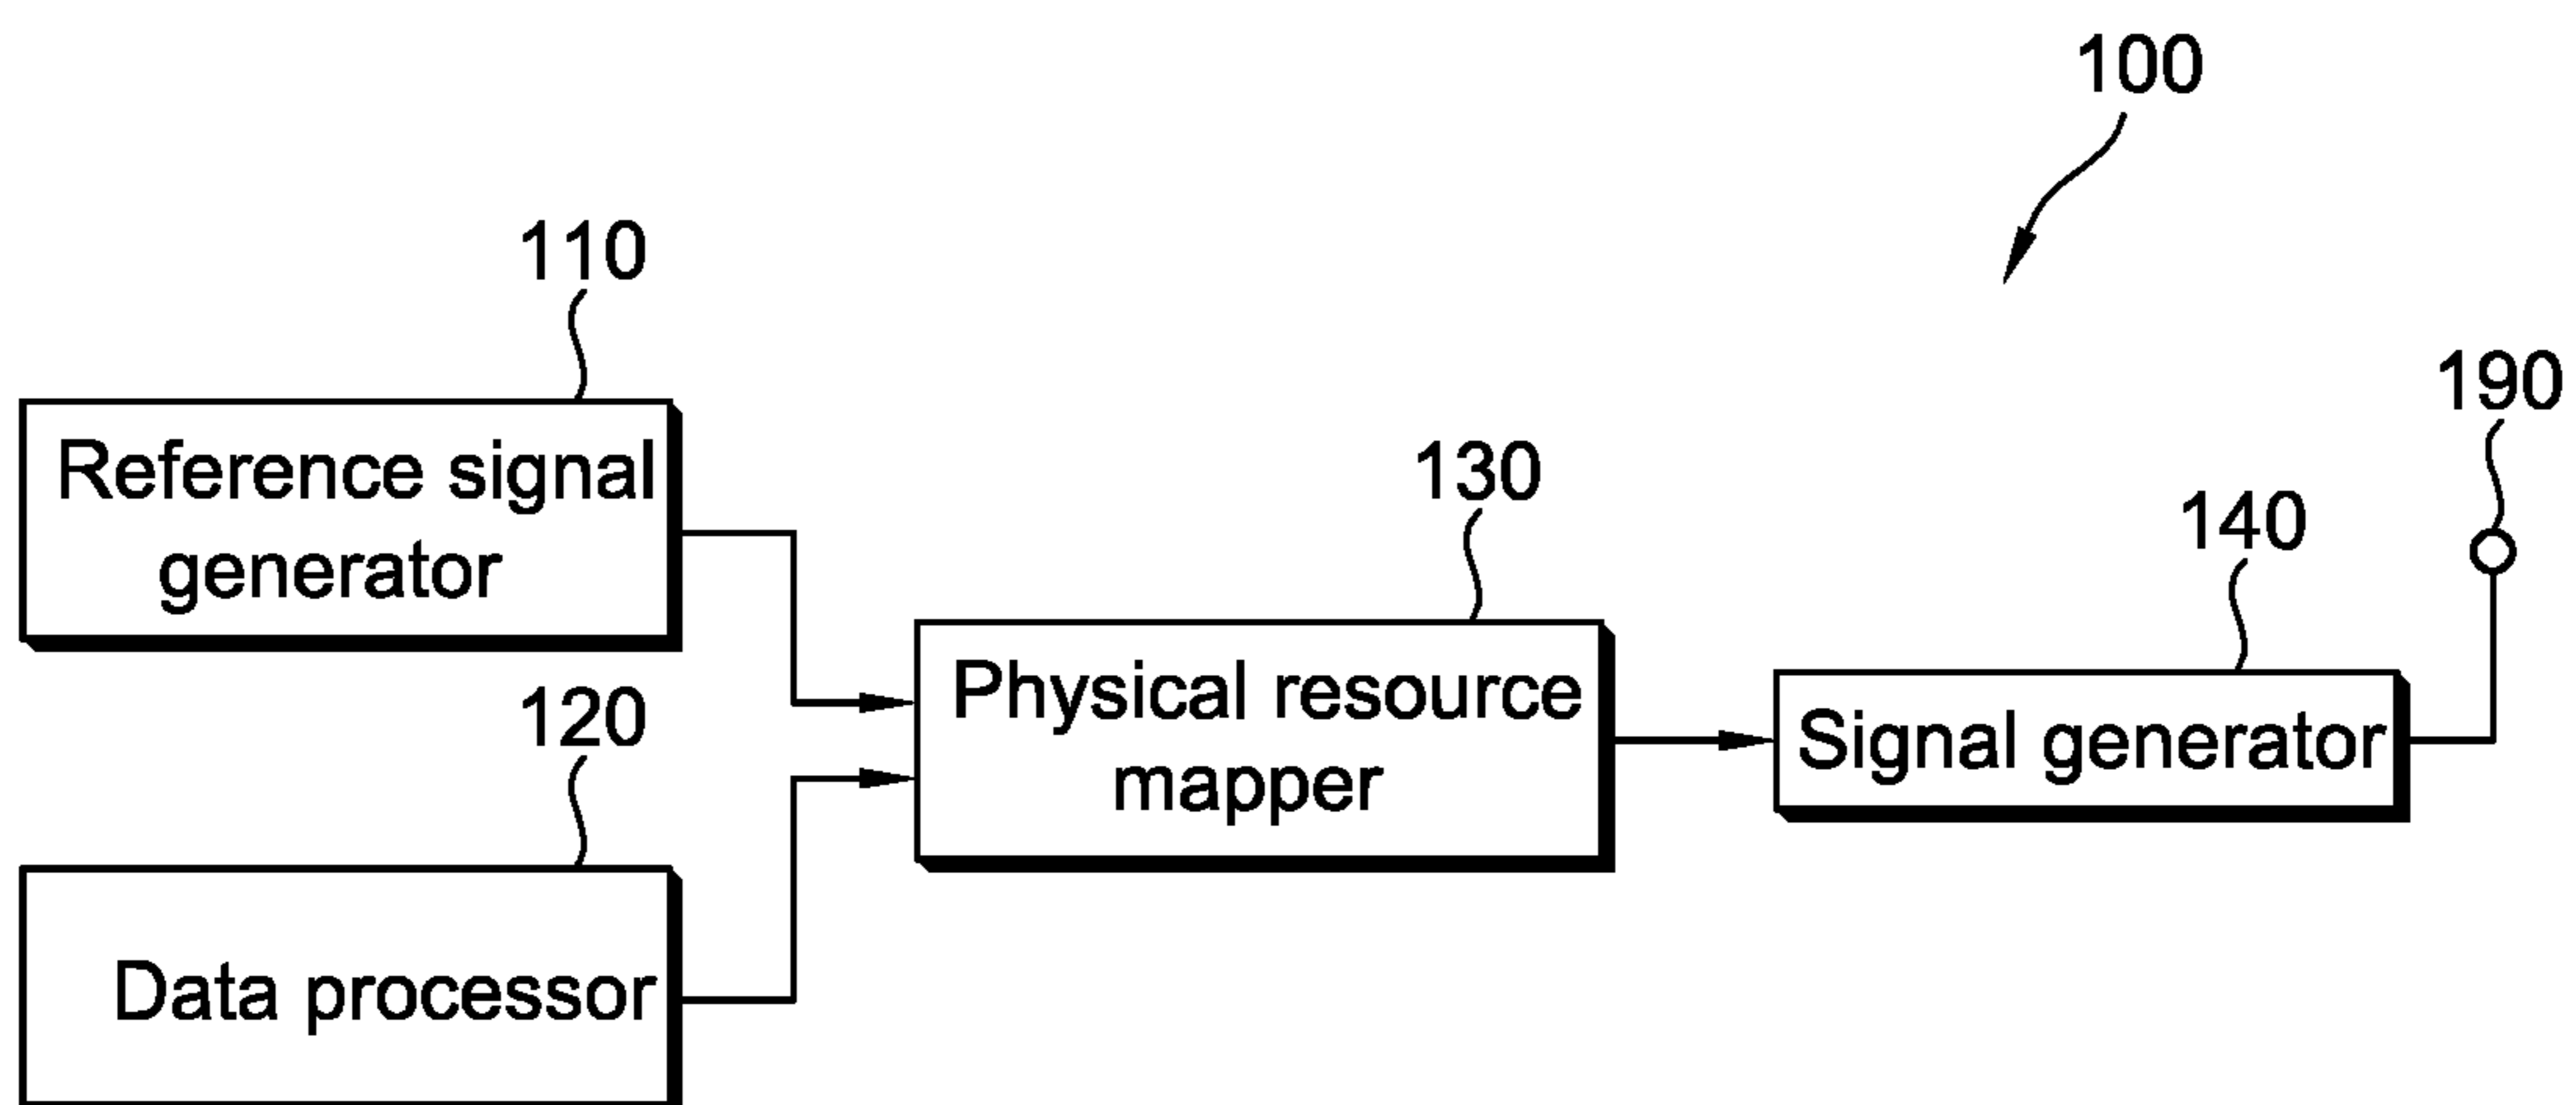 100
110
Reference signal
generator
120
Data processor
130
Physical resource
mapper
140
Signal generator
190